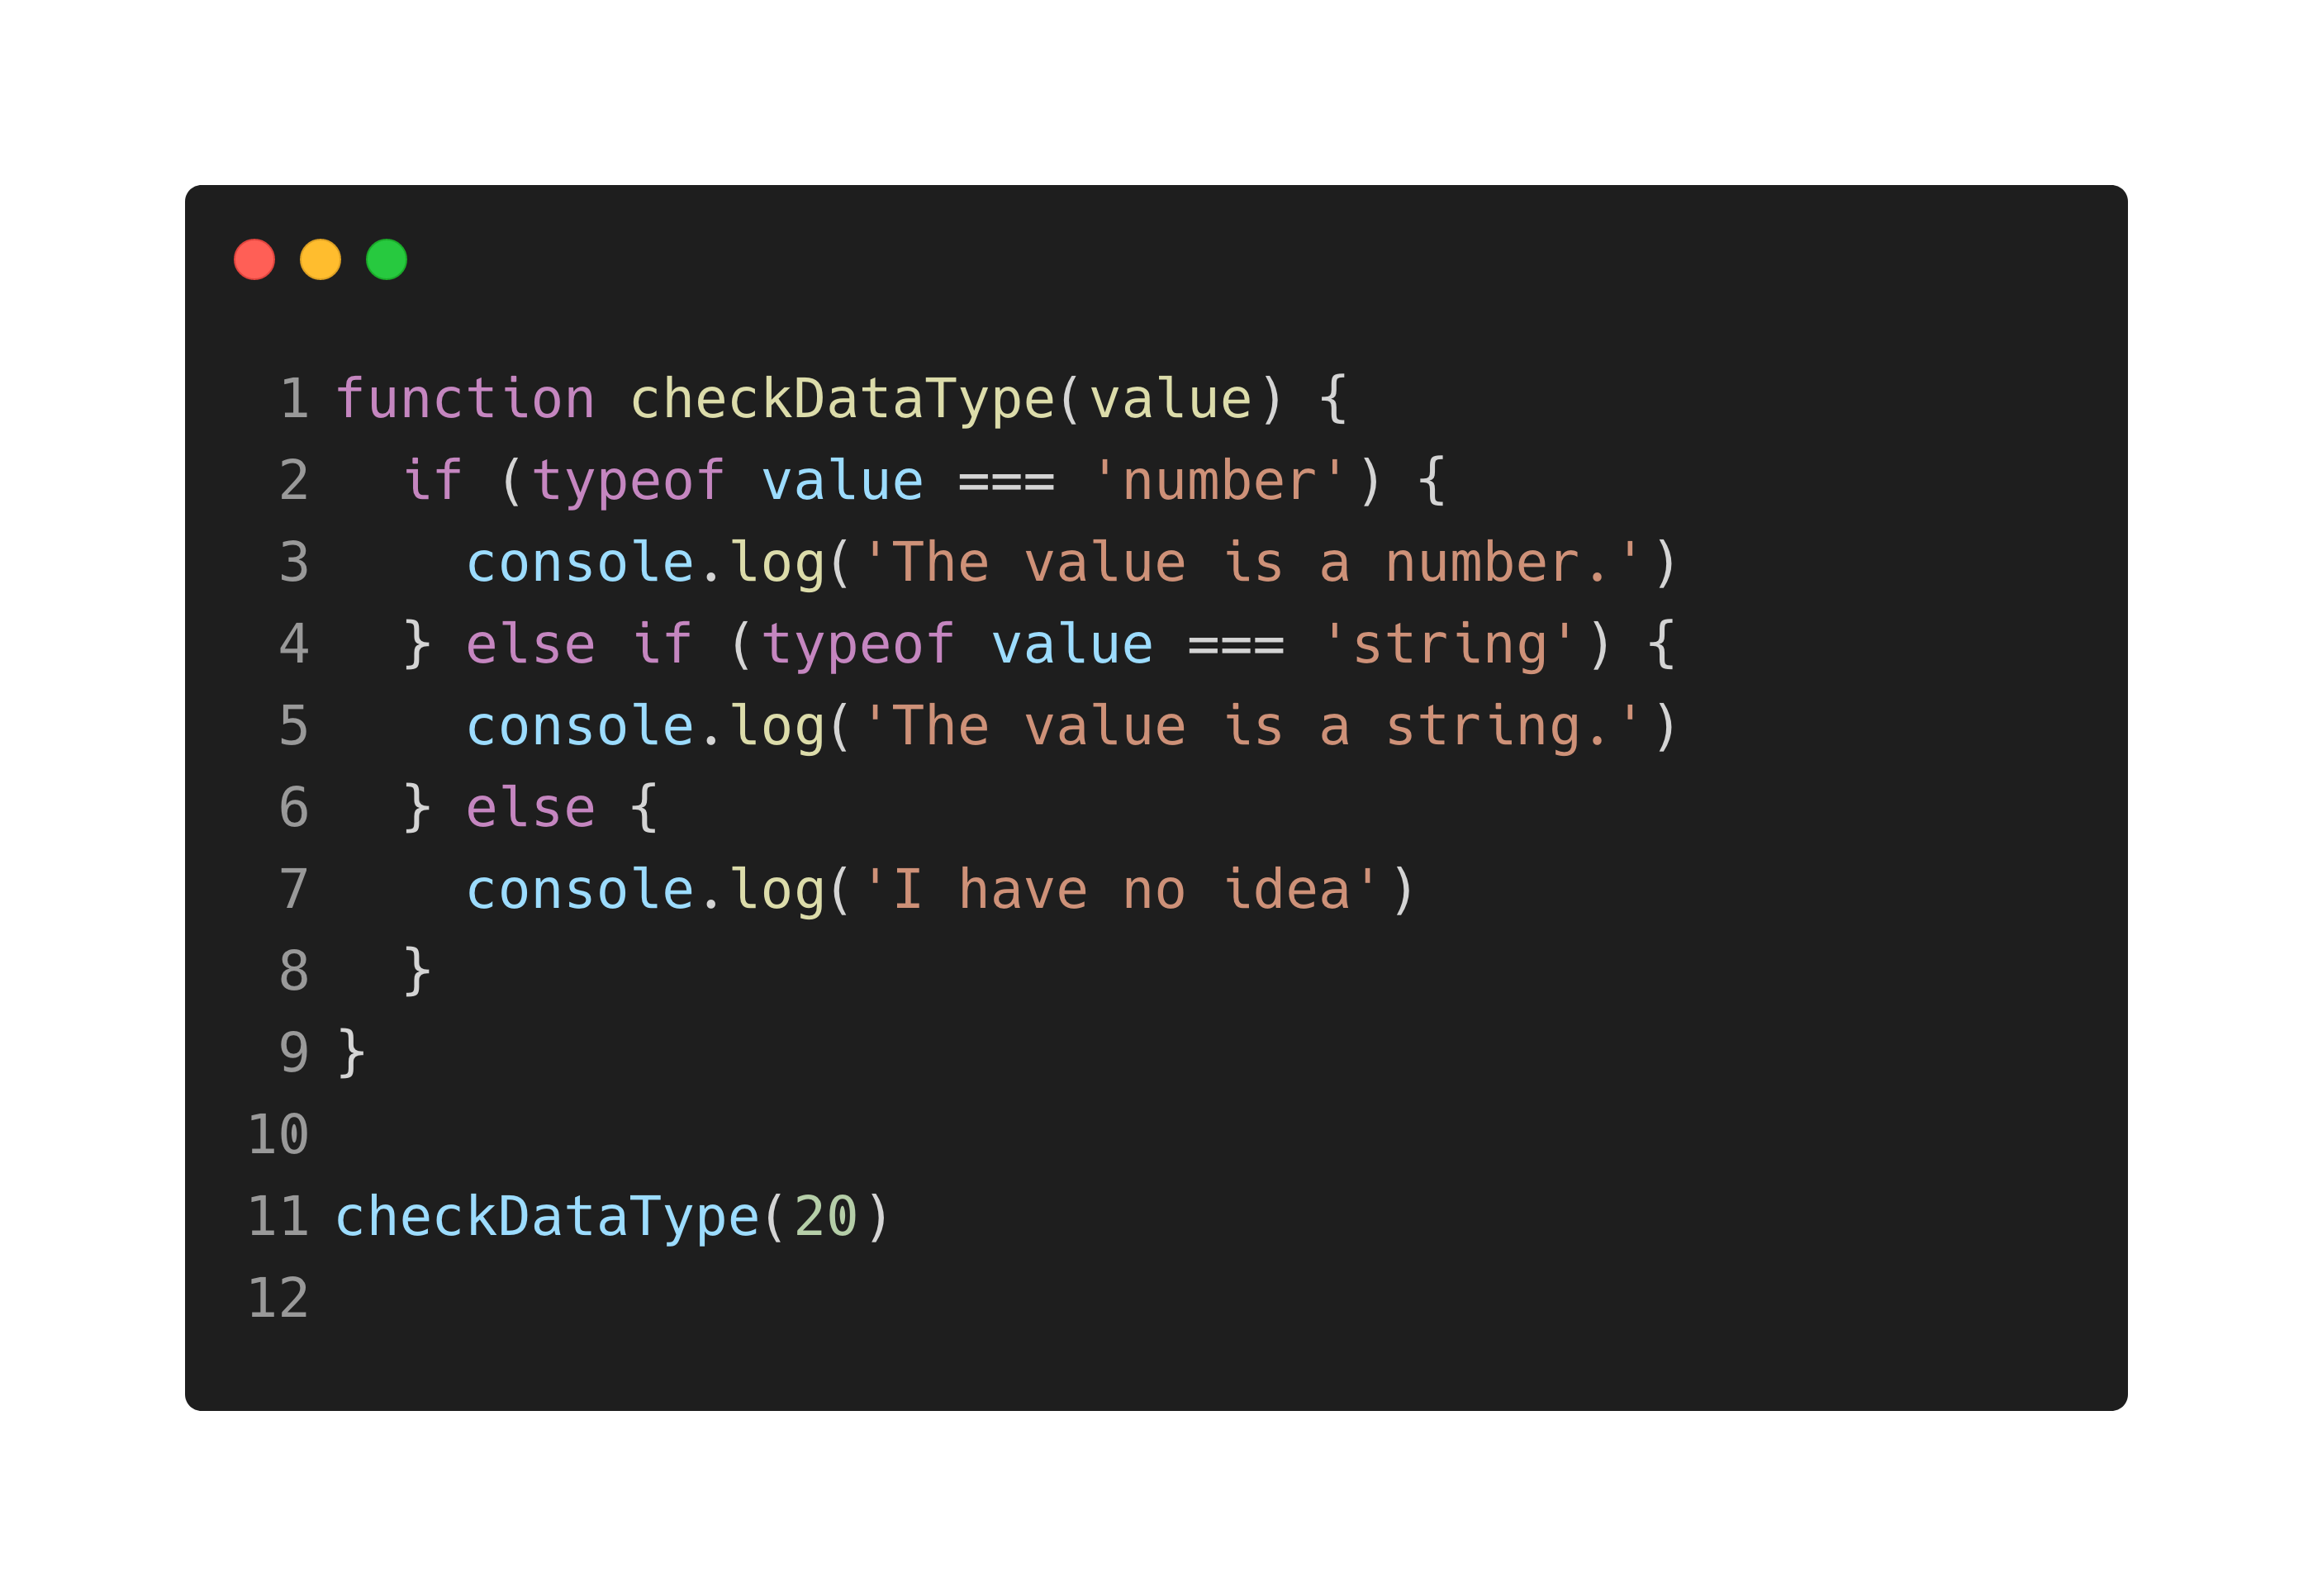 1 function checkDataType(value) {
2   if (typeof value === 'number') {
3     console.log('The value is a number.')
4   } else if (typeof value === 'string') {
5     console.log('The value is a string.')
6   } else {
7     console.log('I have no idea')
8   }
9 }
10
11 checkDataType(20)
12